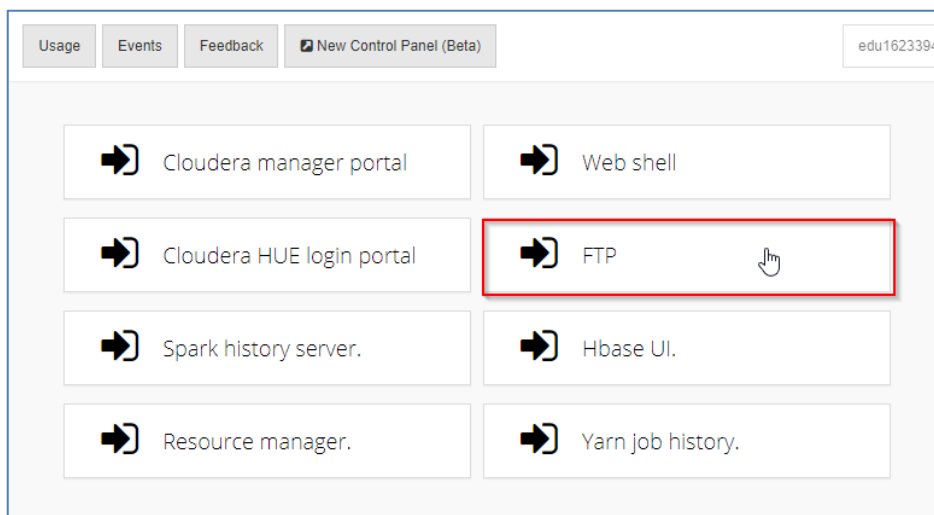 Usage Events Feedback New Control Panel (Beta) edu1623394
Cloudera manager portal Web shell
Cloudera HUE login portal FTP
Spark history server. Hbase UI.
Resource manager. Yarn job history.